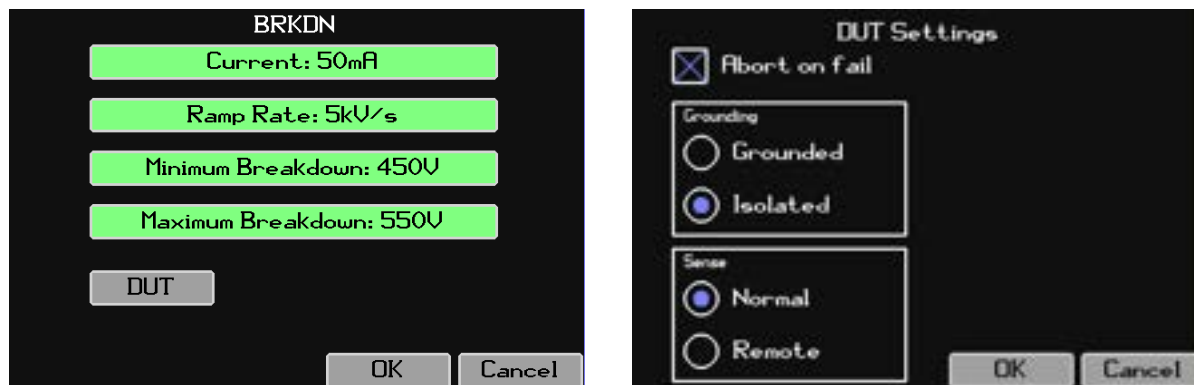 BRKDN
Current: 50mA
Ramp Rate: 5kV/s
Minimum Breakdown: 450V
Maximum Breakdown: 550V
DUT
OK
Cancel
DUT Settings
Abort on fail
Grounding
Grounded
Isolated
Sense
Normal
Remote
OK
Cancel